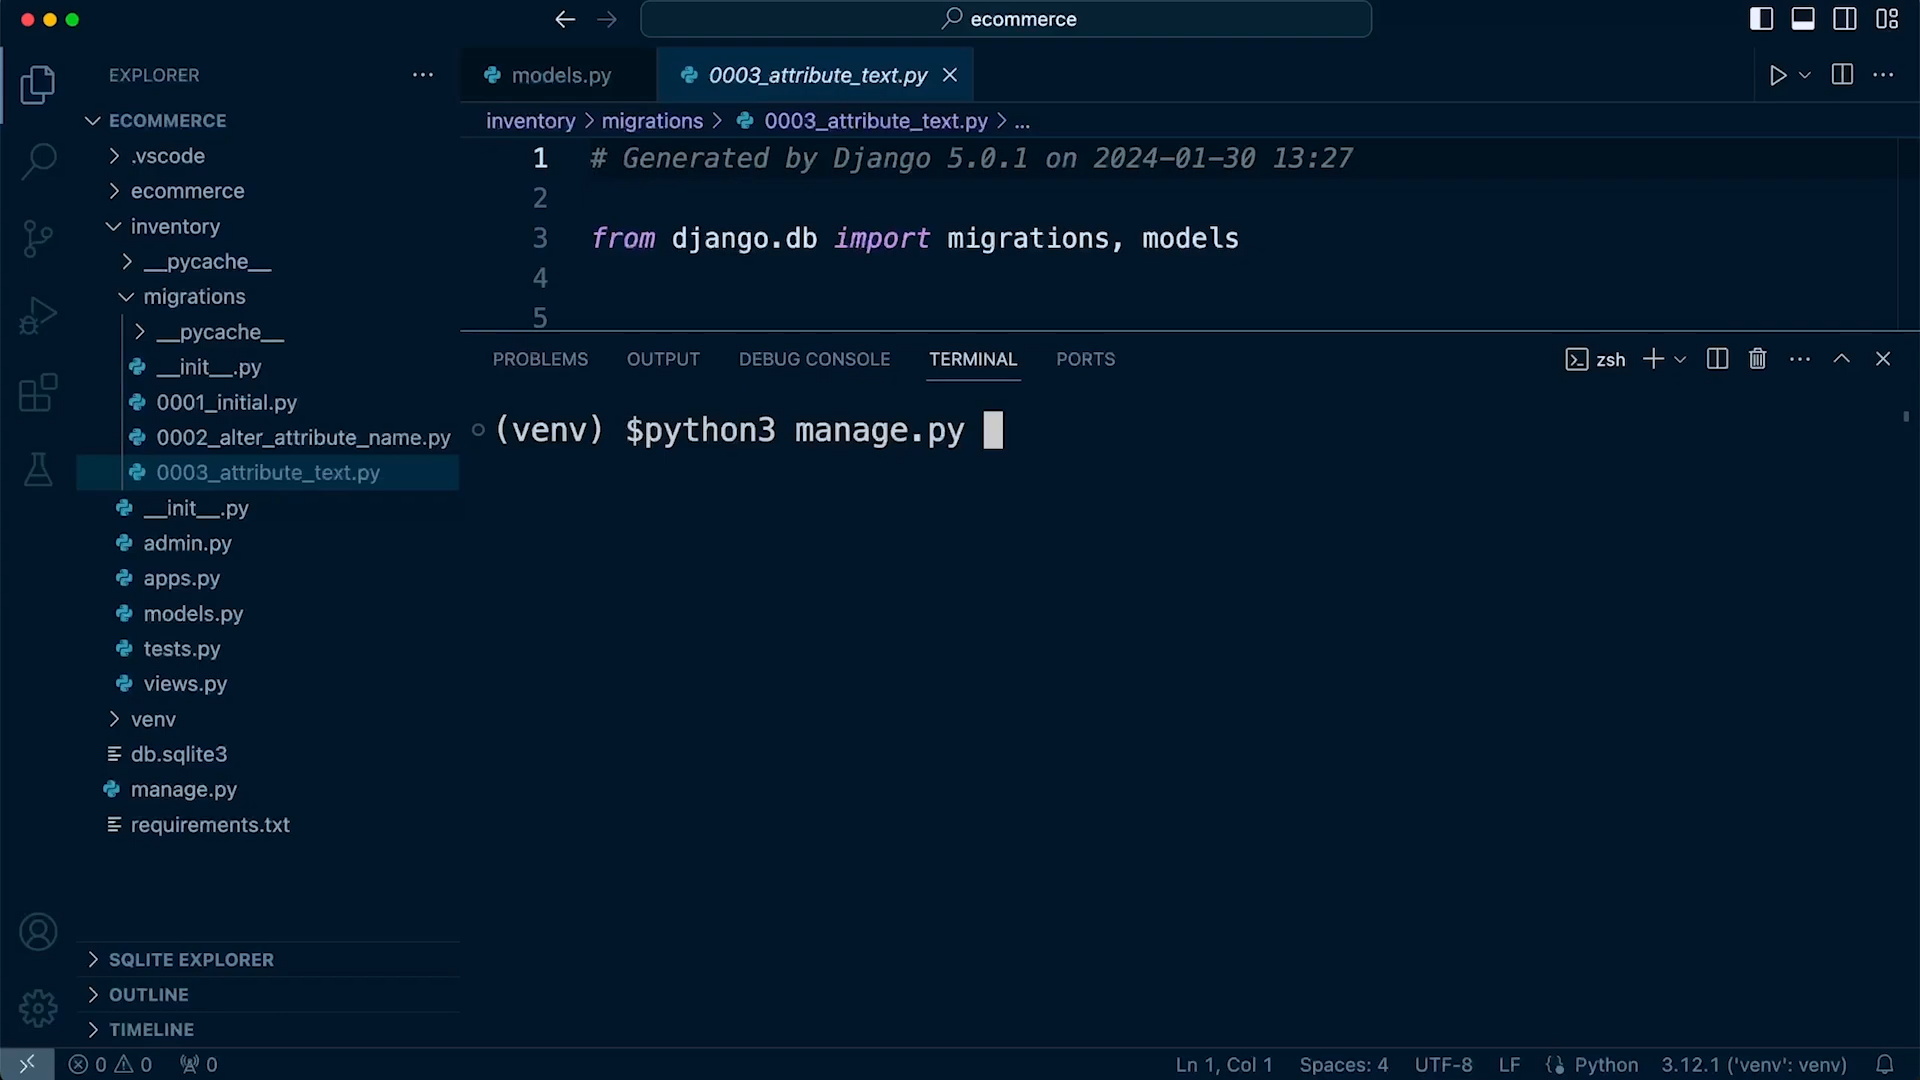 ecommerce
EXPLORER
models.py
0003_attribute_text.py
inventory > migrations > 0003_attribute_text.py > ...
ECOMMERCE
.vscode
ecommerce
inventory
__pycache__
migrations
__pycache__
__init__.py
0001_initial.py
0002_alter_attribute_name.py
0003_attribute_text.py
__init__.py
admin.py
apps.py
models.py
tests.py
views.py
venv
db.sqlite3
manage.py
requirements.txt
SQLITE EXPLORER
OUTLINE
TIMELINE
1 # Generated by Django 5.0.1 on 2024-01-30 13:27
2
3 from django.db import migrations, models
4
5
PROBLEMS OUTPUT DEBUG CONSOLE TERMINAL PORTS
zsh
(venv) $python3 manage.py
0 0 0
Ln 1, Col 1 Spaces: 4 UTF-8 LF Python 3.12.1 ('venv': venv)